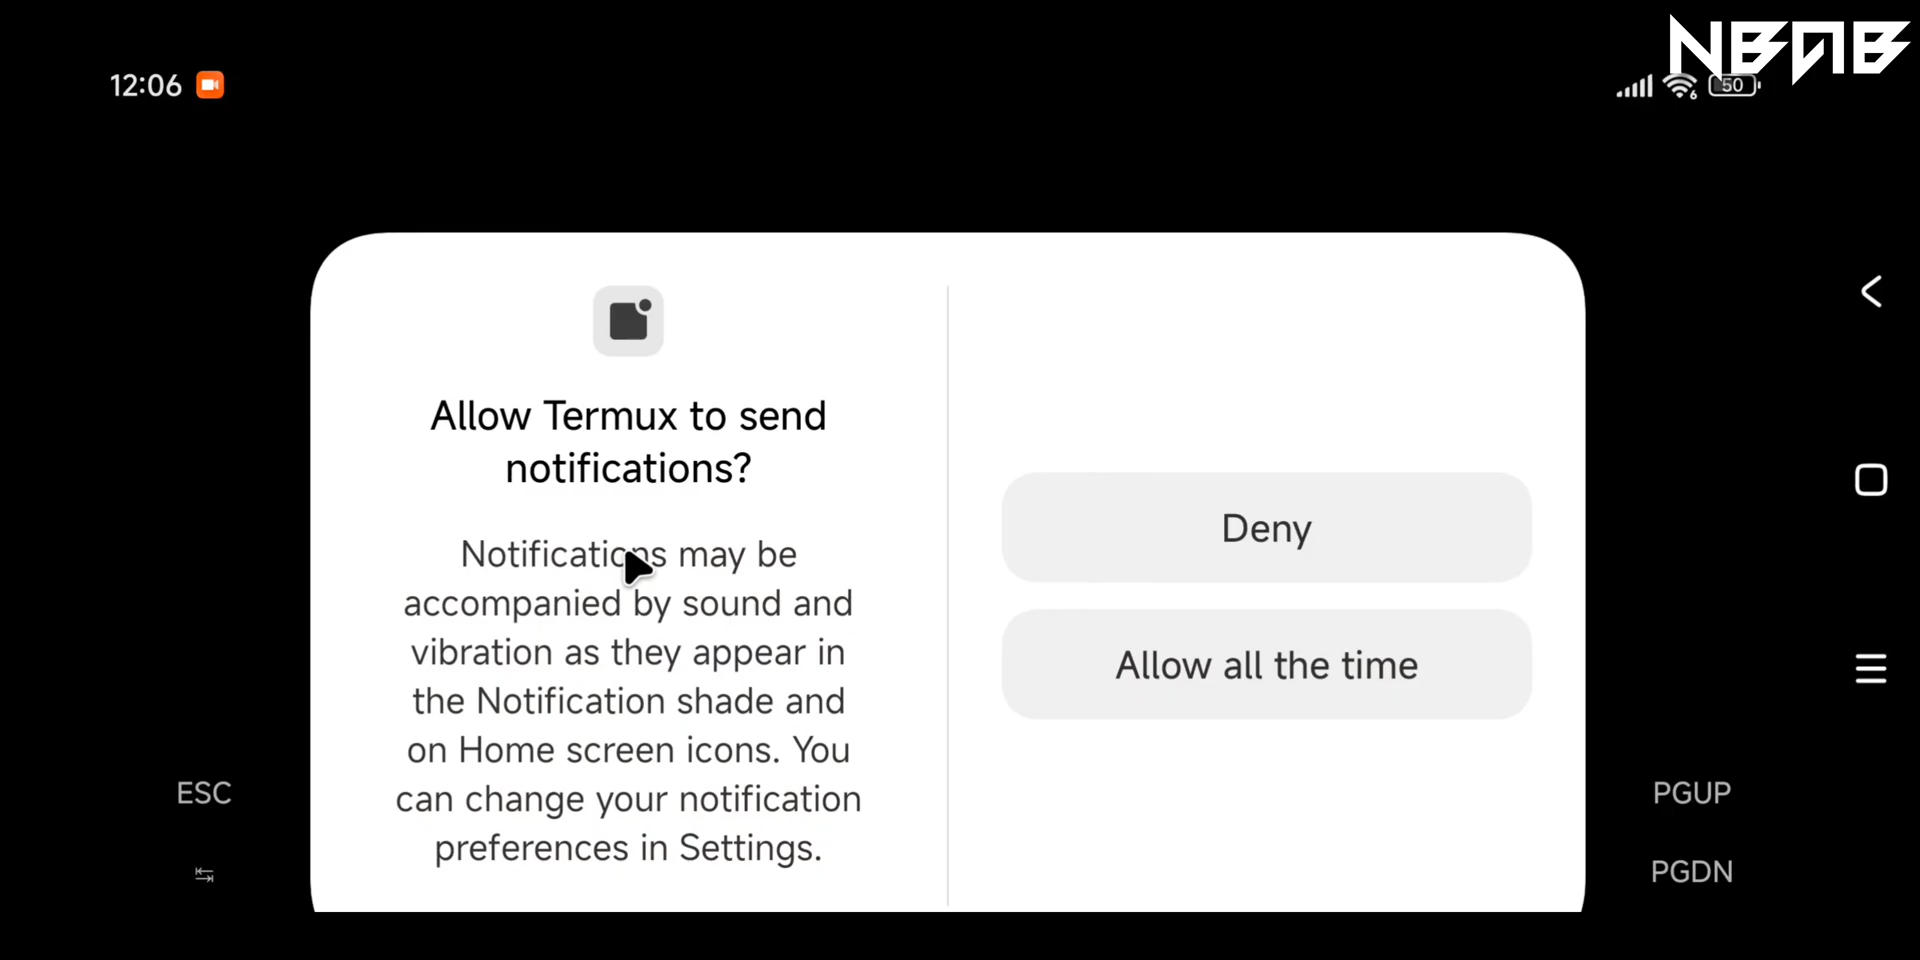 NBAB
12:06
50
Allow Termux to send
notifications?
Notifications may be
accompanied by sound and
vibration as they appear in
the Notification shade and
on Home screen icons. You
can change your notification
preferences in Settings.
Deny
Allow all the time
ESC
PGUP
PGDN